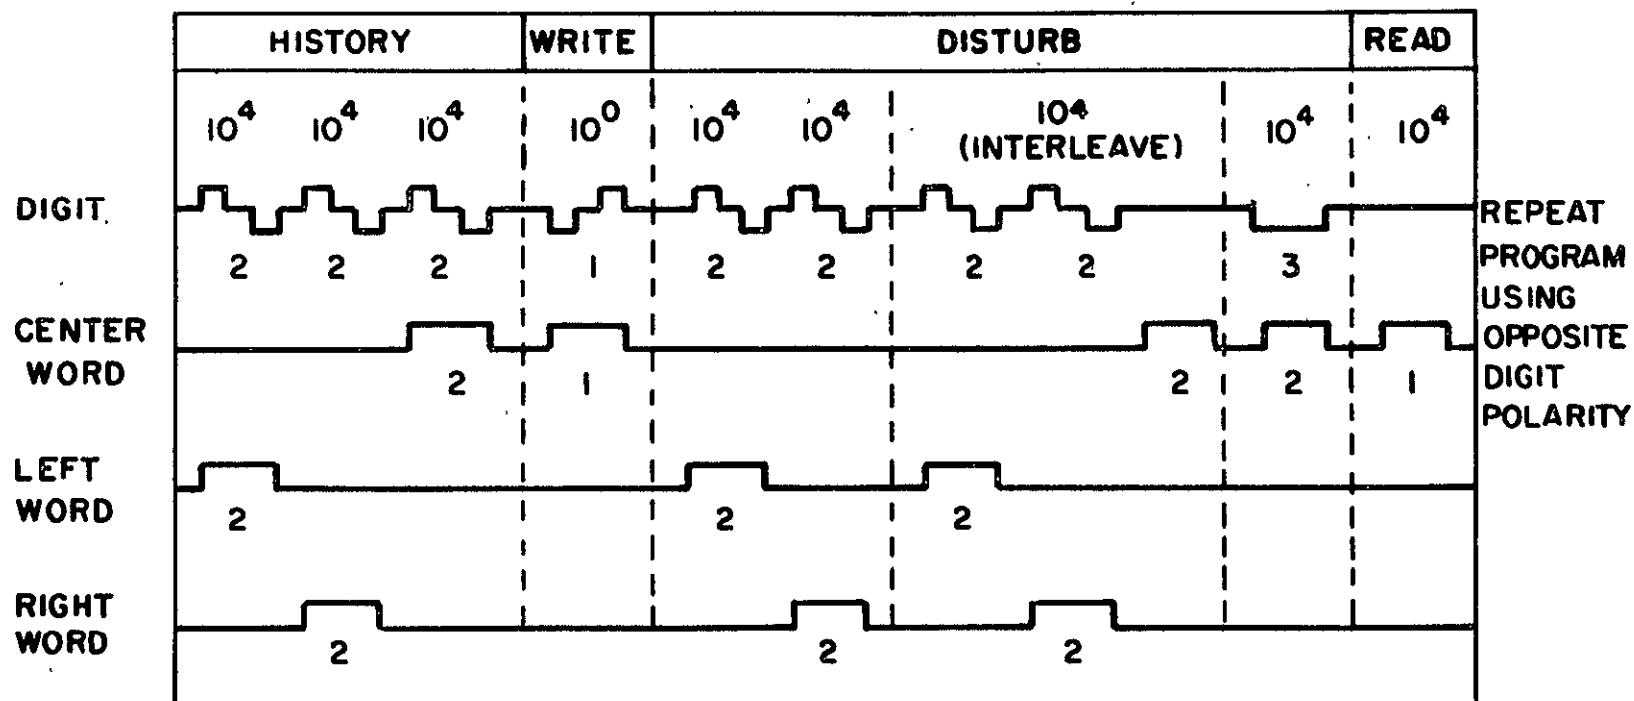 HISTORY WRITE DISTURB READ
10⁴ 10⁴ 10⁴ 10⁰ 10⁴ 10⁴ 10⁴ 10⁴ 10⁴
(INTERLEAVE)
DIGIT
2 2 2 1 2 2 2 2 3
CENTER
WORD
2 1 2 2 1
LEFT
WORD
2 2 2
RIGHT
WORD
2 2 2
REPEAT
PROGRAM
USING
OPPOSITE
DIGIT
POLARITY